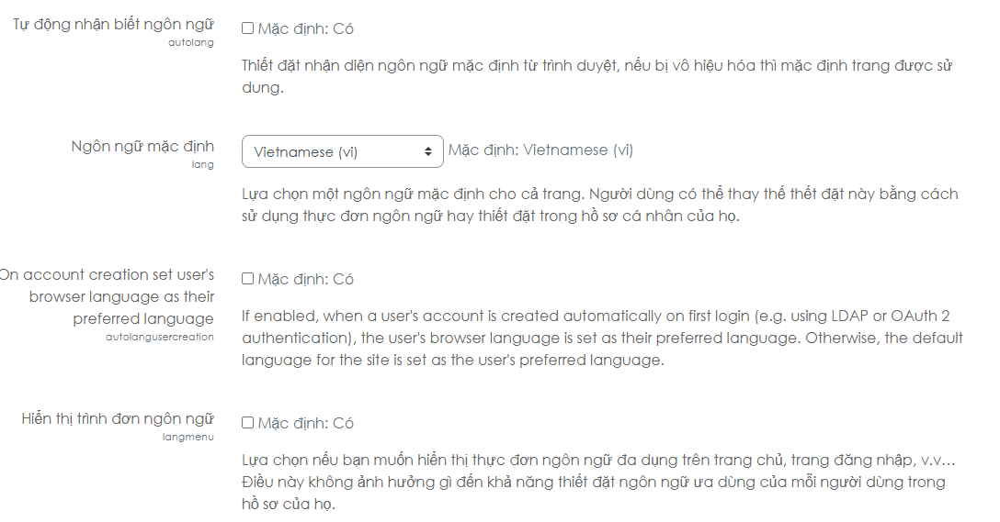 Tự động nhận biết ngôn ngữ
autolang
Mặc định: Có
Thiết đặt nhận diện ngôn ngữ mặc định từ trình duyệt, nếu bị vô hiệu hóa thì mặc định trang được sử
dung.
Ngôn ngữ mặc định
lang
Vietnamese (vi)
Mặc định: Vietnamese (vi)
Lựa chọn một ngôn ngữ mặc định cho cả trang. Người dùng có thể thay thế thết đặt này bằng cách
sử dụng thực đơn ngôn ngữ hay thiết đặt trong hồ sơ cá nhân của họ.
On account creation set user's
browser language as their
preferred language
autolangusercreation
Mặc định: Có
If enabled, when a user's account is created automatically on first login (e.g. using LDAP or OAuth 2
authentication), the user's browser language is set as their preferred language. Otherwise, the default
language for the site is set as the user's preferred language.
Hiển thị trình đơn ngôn ngữ
langmenu
Mặc định: Có
Lựa chọn nếu bạn muốn hiển thị thực đơn ngôn ngữ đa dụng trên trang chủ, trang đăng nhập, v.v...
Điều này không ảnh hưởng gì đến khả năng thiết đặt ngôn ngữ ưa dùng của mỗi người dùng trong
hồ sơ của họ.